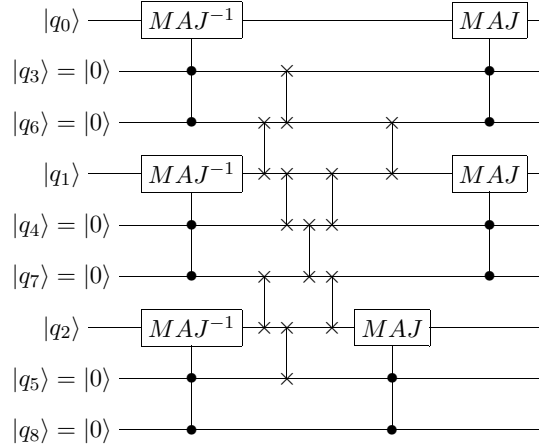 |q₀⟩ MAJ⁻¹ MAJ
|q₃⟩ = |0⟩
|q₆⟩ = |0⟩
|q₁⟩ MAJ⁻¹ MAJ
|q₄⟩ = |0⟩
|q₇⟩ = |0⟩
|q₂⟩ MAJ⁻¹ MAJ
|q₅⟩ = |0⟩
|q₈⟩ = |0⟩